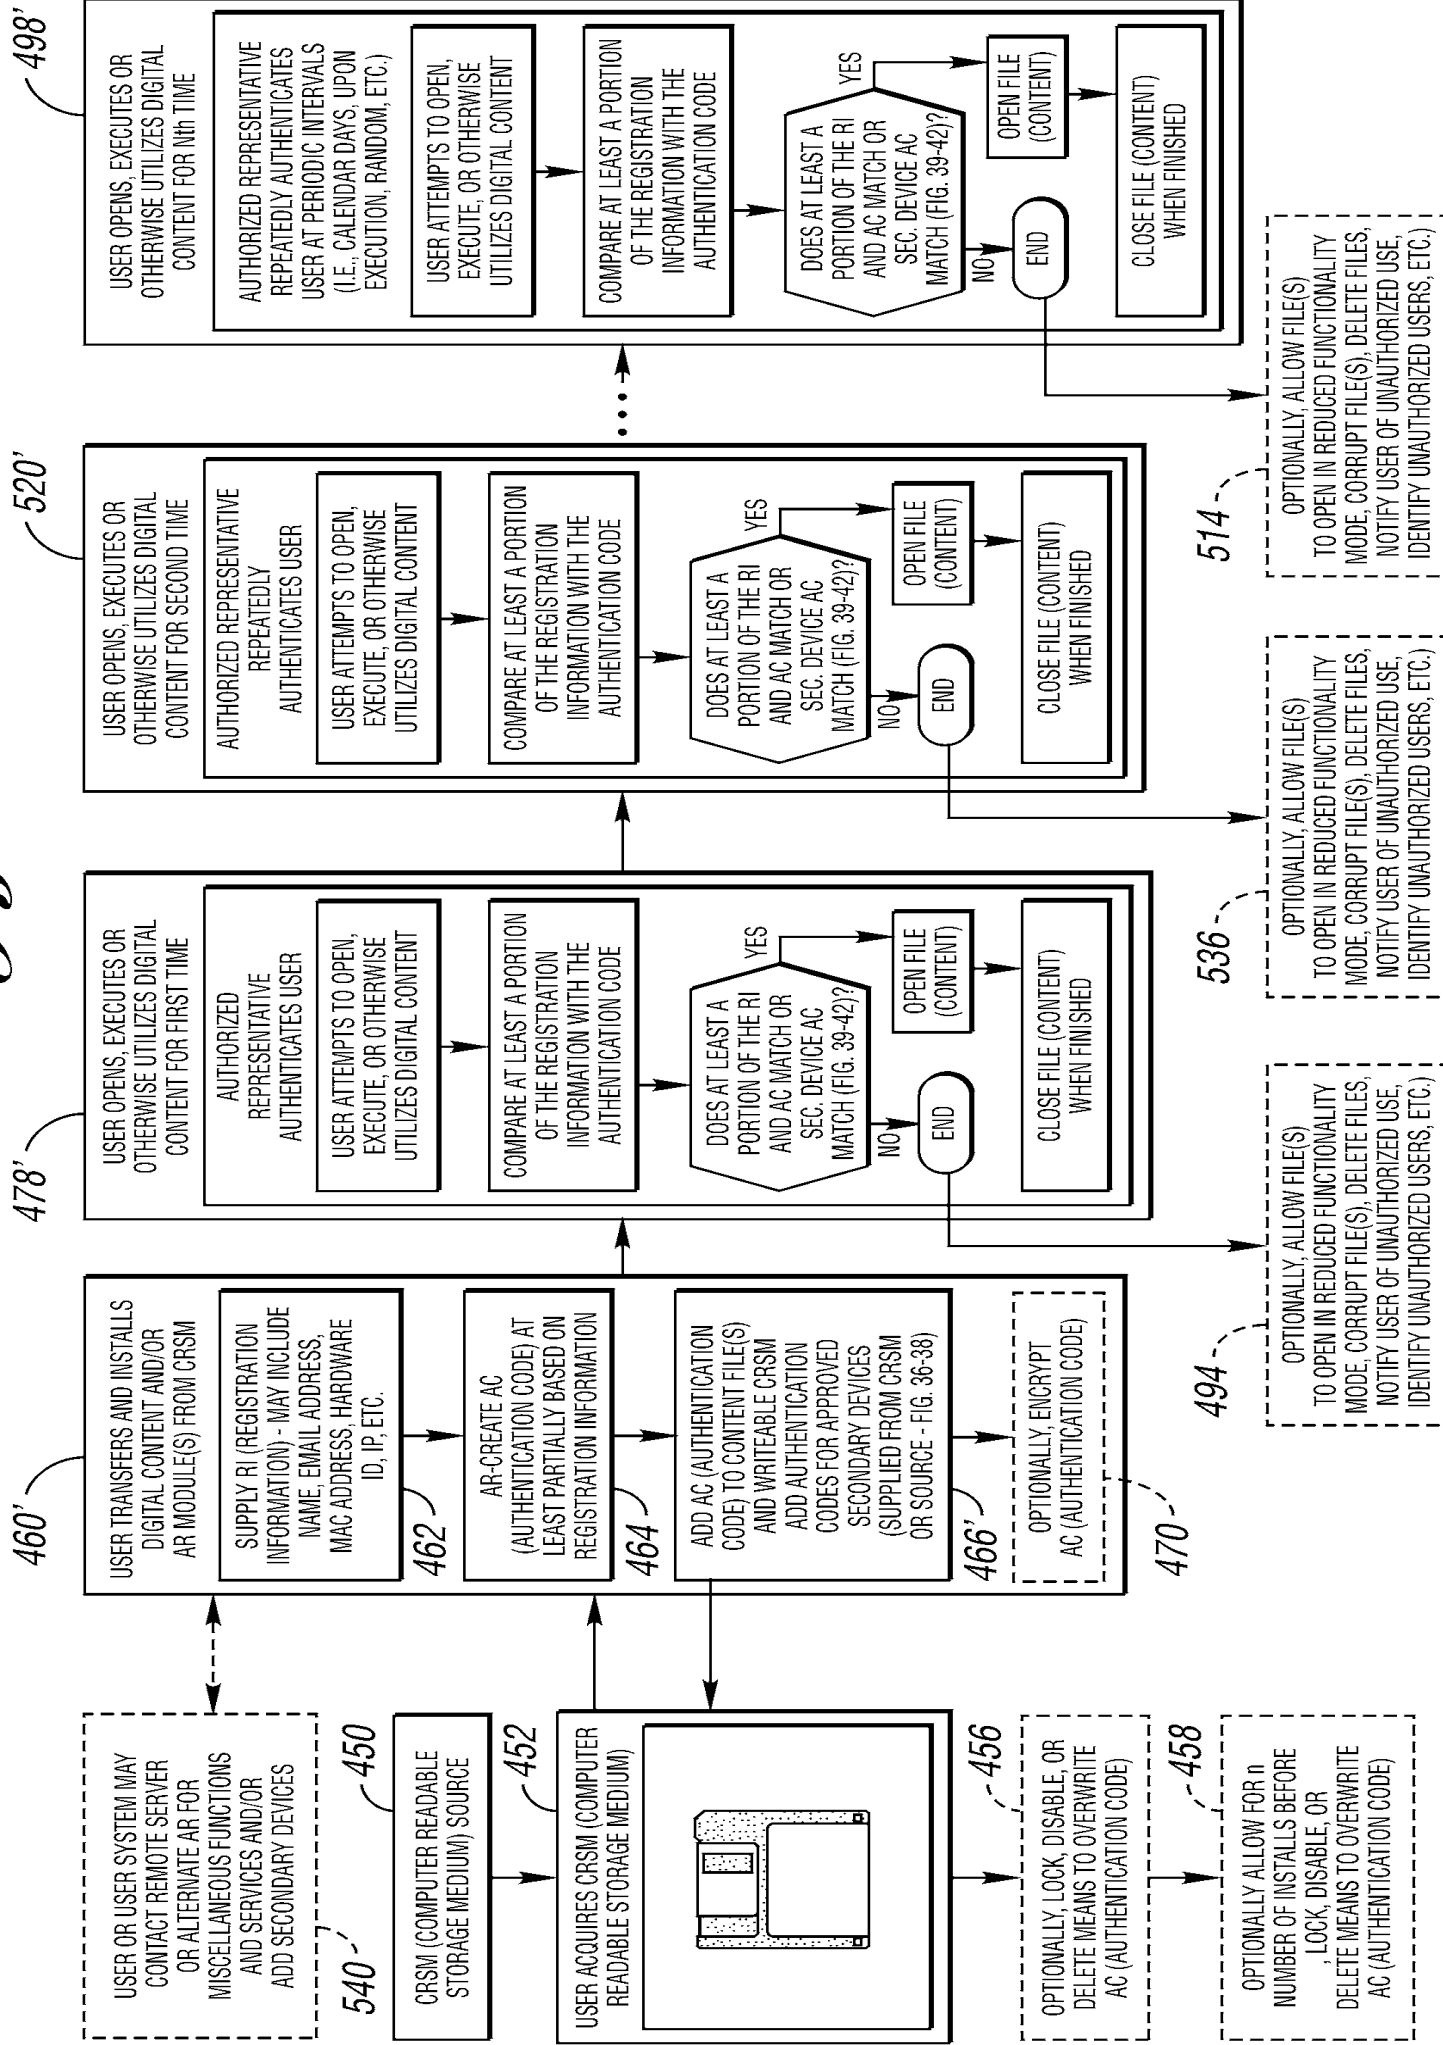 USER OR USER SYSTEM MAY
CONTACT REMOTE SERVER
OR ALTERNATE AR FOR
MISCELLANEOUS FUNCTIONS
AND SERVICES AND/OR
ADD SECONDARY DEVICES
540
CRSM (COMPUTER READABLE
STORAGE MEDIUM) SOURCE
450
USER ACQUIRES CRSM (COMPUTER
READABLE STORAGE MEDIUM)
452
OPTIONALLY, LOCK, DISABLE, OR
DELETE MEANS TO OVERWRITE
AC (AUTHENTICATION CODE)
456
OPTIONALLY ALLOW FOR n
NUMBER OF INSTALLS BEFORE
, LOCK, DISABLE, OR
DELETE MEANS TO OVERWRITE
AC (AUTHENTICATION CODE)
458
460'
USER TRANSFERS AND INSTALLS
DIGITAL CONTENT AND/OR
AR MODULE(S) FROM CRSM
SUPPLY RI (REGISTRATION
INFORMATION) - MAY INCLUDE
NAME, EMAIL ADDRESS,
MAC ADDRESS, HARDWARE
ID, IP, ETC.
462
AR-CREATE AC
(AUTHENTICATION CODE) AT
LEAST PARTIALLY BASED ON
REGISTRATION INFORMATION
464
ADD AC (AUTHENTICATION
CODE) TO CONTENT FILE(S)
AND WRITEABLE CRSM
ADD AUTHENTICATION
CODES FOR APPROVED
SECONDARY DEVICES
(SUPPLIED FROM CRSM
OR SOURCE - FIG. 36-38)
466'
OPTIONALLY, ENCRYPT
AC (AUTHENTICATION CODE)
470
478'
USER OPENS, EXECUTES OR
OTHERWISE UTILIZES DIGITAL
CONTENT FOR FIRST TIME
AUTHORIZED
REPRESENTATIVE
AUTHENTICATES USER
USER ATTEMPTS TO OPEN,
EXECUTE, OR OTHERWISE
UTILIZES DIGITAL CONTENT
COMPARE AT LEAST A PORTION
OF THE REGISTRATION
INFORMATION WITH THE
AUTHENTICATION CODE
DOES AT LEAST A
PORTION OF THE RI
AND AC MATCH OR
SEC. DEVICE AC
MATCH (FIG. 39-42)?
YES
NO
OPEN FILE
(CONTENT)
END
CLOSE FILE (CONTENT)
WHEN FINISHED
OPTIONALLY, ALLOW FILE(S)
TO OPEN IN REDUCED FUNCTIONALITY
MODE, CORRUPT FILE(S), DELETE FILES,
NOTIFY USER OF UNAUTHORIZED USE,
IDENTIFY UNAUTHORIZED USERS, ETC.)
494
520'
USER OPENS, EXECUTES OR
OTHERWISE UTILIZES DIGITAL
CONTENT FOR SECOND TIME
AUTHORIZED REPRESENTATIVE
REPEATEDLY
AUTHENTICATES USER
USER ATTEMPTS TO OPEN,
EXECUTE, OR OTHERWISE
UTILIZES DIGITAL CONTENT
COMPARE AT LEAST A PORTION
OF THE REGISTRATION
INFORMATION WITH THE
AUTHENTICATION CODE
DOES AT LEAST A
PORTION OF THE RI
AND AC MATCH OR
SEC. DEVICE AC
MATCH (FIG. 39-42)?
YES
NO
OPEN FILE
(CONTENT)
END
CLOSE FILE (CONTENT)
WHEN FINISHED
OPTIONALLY, ALLOW FILE(S)
TO OPEN IN REDUCED FUNCTIONALITY
MODE, CORRUPT FILE(S), DELETE FILES,
NOTIFY USER OF UNAUTHORIZED USE,
IDENTIFY UNAUTHORIZED USERS, ETC.)
536
498'
USER OPENS, EXECUTES OR
OTHERWISE UTILIZES DIGITAL
CONTENT FOR Nth TIME
AUTHORIZED REPRESENTATIVE
REPEATEDLY AUTHENTICATES
USER AT PERIODIC INTERVALS
(I.E., CALENDAR DAYS, UPON
EXECUTION, RANDOM, ETC.)
USER ATTEMPTS TO OPEN,
EXECUTE, OR OTHERWISE
UTILIZES DIGITAL CONTENT
COMPARE AT LEAST A PORTION
OF THE REGISTRATION
INFORMATION WITH THE
AUTHENTICATION CODE
DOES AT LEAST A
PORTION OF THE RI
AND AC MATCH OR
SEC. DEVICE AC
MATCH (FIG. 39-42)?
YES
NO
OPEN FILE
(CONTENT)
END
CLOSE FILE (CONTENT)
WHEN FINISHED
OPTIONALLY, ALLOW FILE(S)
TO OPEN IN REDUCED FUNCTIONALITY
MODE, CORRUPT FILE(S), DELETE FILES,
NOTIFY USER OF UNAUTHORIZED USE,
IDENTIFY UNAUTHORIZED USERS, ETC.)
514